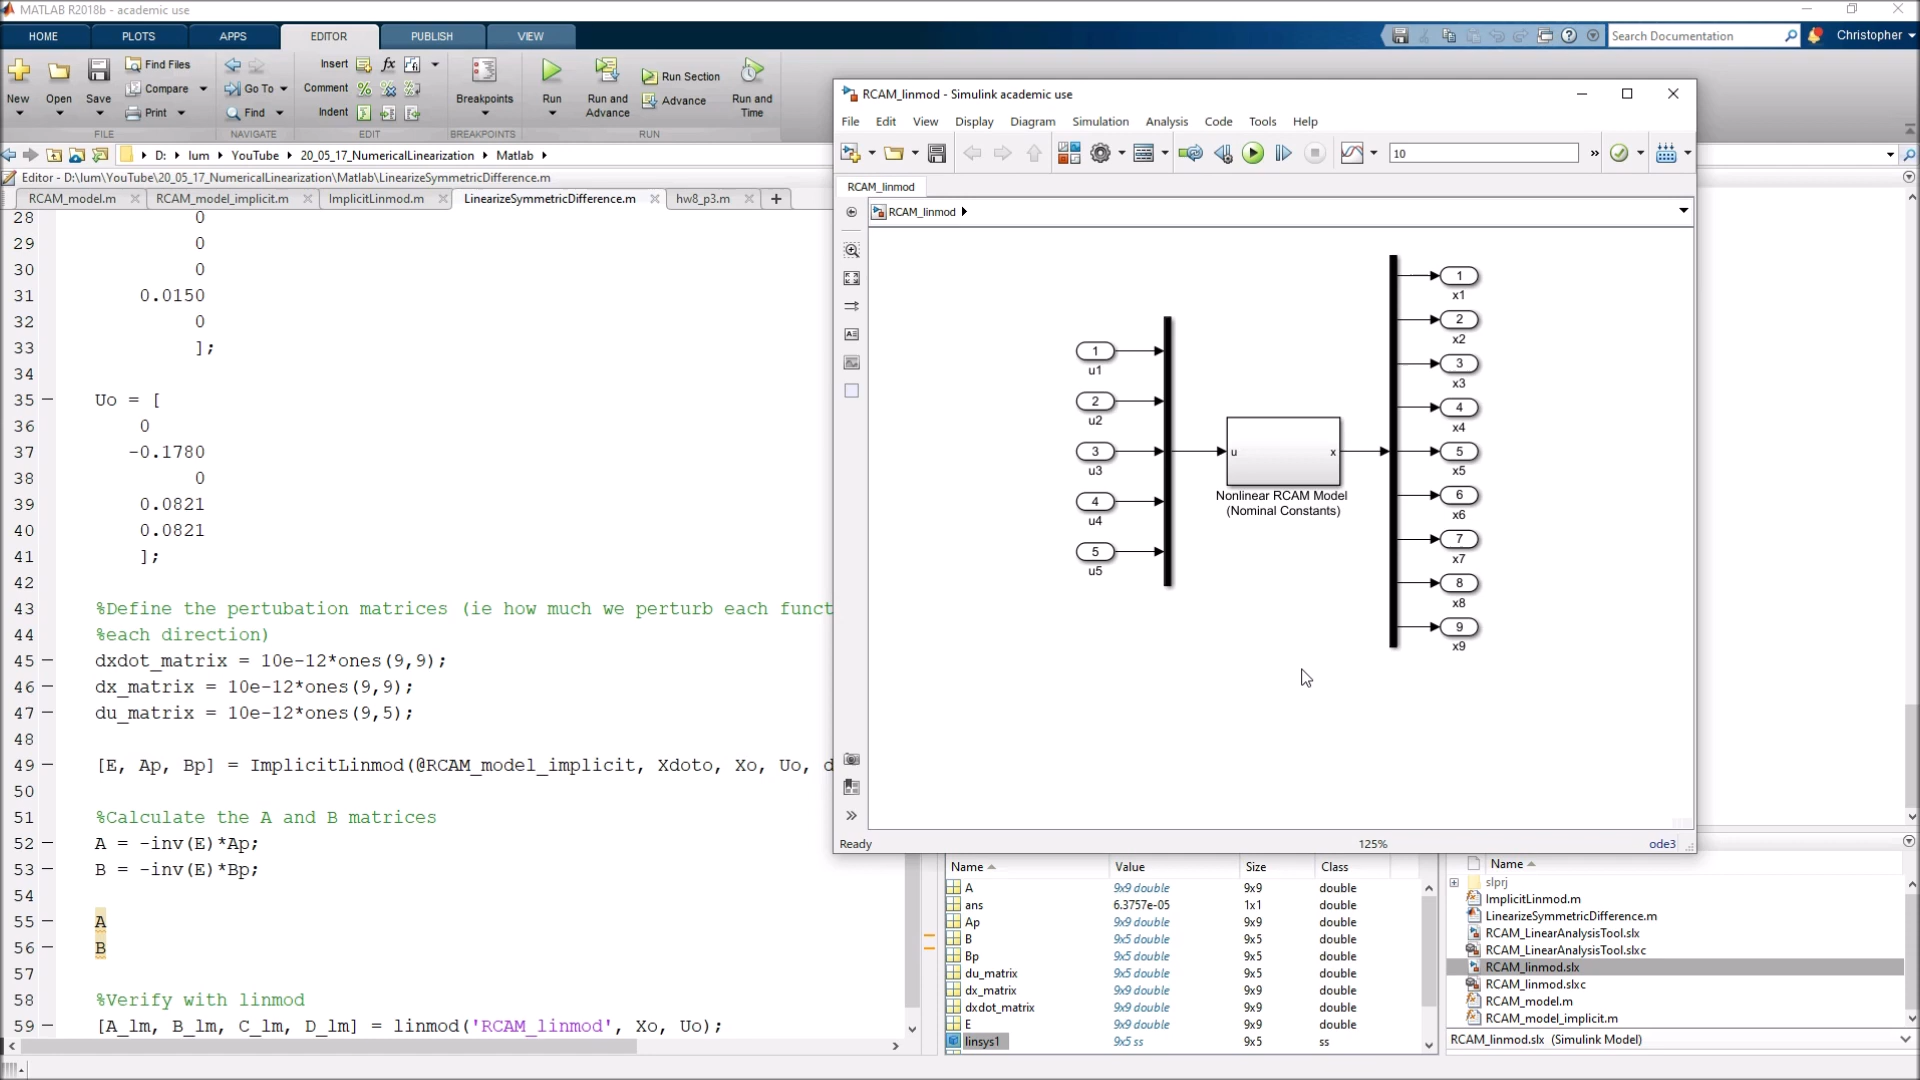 MATLAB R2018b - academic use
HOME PLOTS APPS EDITOR PUBLISH VIEW
Search Documentation
Christopher
New
Open
Save
Find Files
Compare
Print
FILE
Go To
Find
NAVIGATE
Insert fx
Comment
Indent
EDIT
Breakpoints
BREAKPOINTS
Run
Run and Advance
Run Section
Advance
Run and Time
RUN
D: lum YouTube 20_05_17_NumericalLinearization Matlab
Editor - D:\lum\YouTube\20_05_17_NumericalLinearization\Matlab\LinearizeSymmetricDifference.m
RCAM_model.m RCAM_model_implicit.m ImplicitLinmod.m LinearizeSymmetricDifference.m hw8_p3.m
28 0
29 0
30 0
31 0.0150
32 0
33 ];
34
35 Uo = [
36 0
37 -0.1780
38 0
39 0.0821
40 0.0821
41 ];
42
43 %Define the pertubation matrices (ie how much we perturb each funct
44 %each direction)
45 dxdot_matrix = 10e-12*ones(9,9);
46 dx_matrix = 10e-12*ones(9,9);
47 du_matrix = 10e-12*ones(9,5);
48
49 [E, Ap, Bp] = ImplicitLinmod(@RCAM_model_implicit, Xdoto, Xo, Uo, d
50
51 %Calculate the A and B matrices
52 A = -inv(E)*Ap;
53 B = -inv(E)*Bp;
54
55 A
56 B
57
58 %Verify with linmod
59 [A_lm, B_lm, C_lm, D_lm] = linmod('RCAM_linmod', Xo, Uo);
RCAM_linmod - Simulink academic use
File Edit View Display Diagram Simulation Analysis Code Tools Help
10
RCAM_linmod
RCAM_linmod
1
u1
2
u2
3
u3
4
u4
5
u5
u x
Nonlinear RCAM Model
(Nominal Constants)
1
x1
2
x2
3
x3
4
x4
5
x5
6
x6
7
x7
8
x8
9
x9
Ready 125% ode3
Name Value Size Class
A 9x9 double 9x9 double
ans 6.3757e-05 1x1 double
Ap 9x9 double 9x9 double
B 9x5 double 9x5 double
Bp 9x5 double 9x5 double
du_matrix 9x5 double 9x5 double
dx_matrix 9x9 double 9x9 double
dxdot_matrix 9x9 double 9x9 double
E 9x9 double 9x9 double
linsys1 9x5 ss 9x5 ss
Name
slprj
ImplicitLinmod.m
LinearizeSymmetricDifference.m
RCAM_LinearAnalysisTool.slx
RCAM_LinearAnalysisTool.slxc
RCAM_linmod.slx
RCAM_linmod.slxc
RCAM_model.m
RCAM_model_implicit.m
RCAM_linmod.slx (Simulink Model)